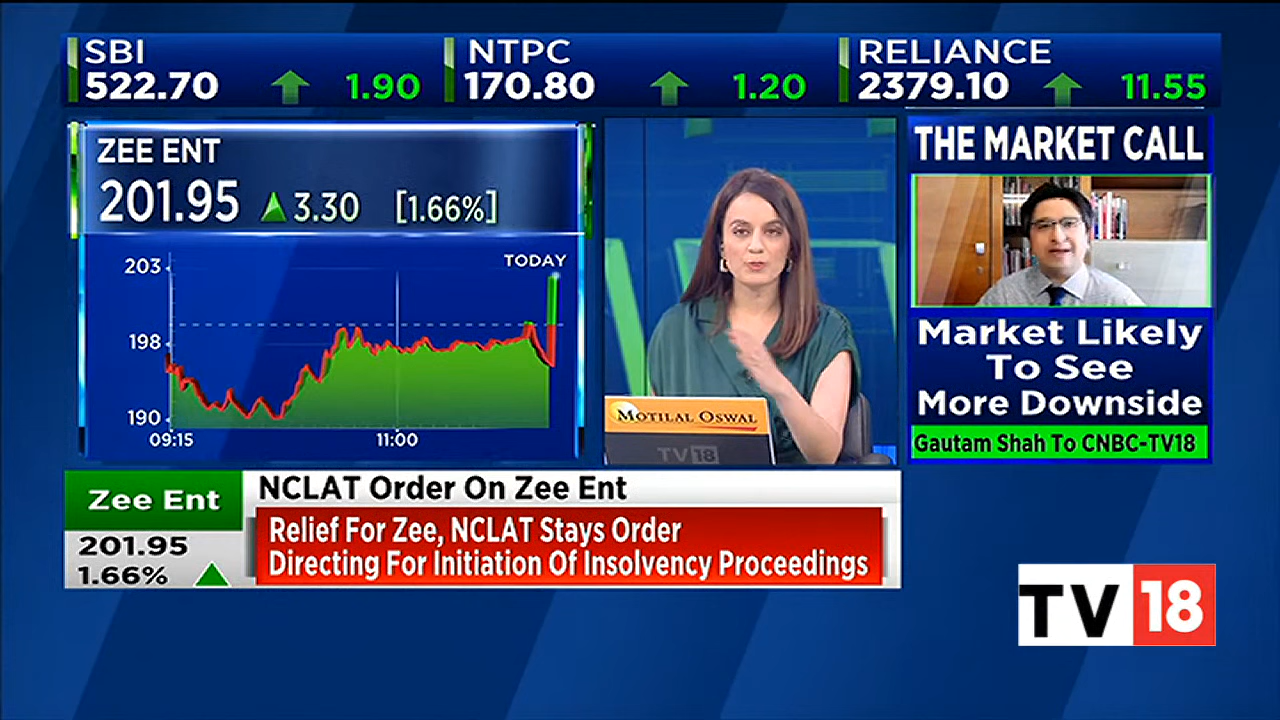 SBI
522.70 1.90
NTPC
170.80 1.20
RELIANCE
2379.10 11.55
ZEE ENT
201.95 3.30 [1.66%]
TODAY
203
198
190
09:15 11:00
MOTILAL OSWAL
TV18
THE MARKET CALL
Market Likely
To See
More Downside
Gautam Shah To CNBC-TV18
Zee Ent
201.95
1.66%
NCLAT Order On Zee Ent
Relief For Zee, NCLAT Stays Order
Directing For Initiation Of Insolvency Proceedings
TV18